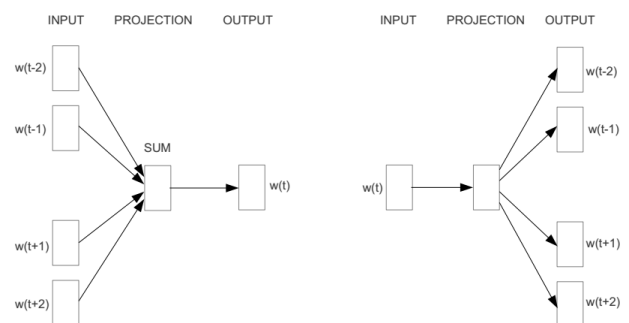 INPUT PROJECTION OUTPUT
w(t-2)
w(t-1)
SUM
w(t)
w(t+1)
w(t+2)
INPUT PROJECTION OUTPUT
w(t-2)
w(t-1)
w(t)
w(t+1)
w(t+2)